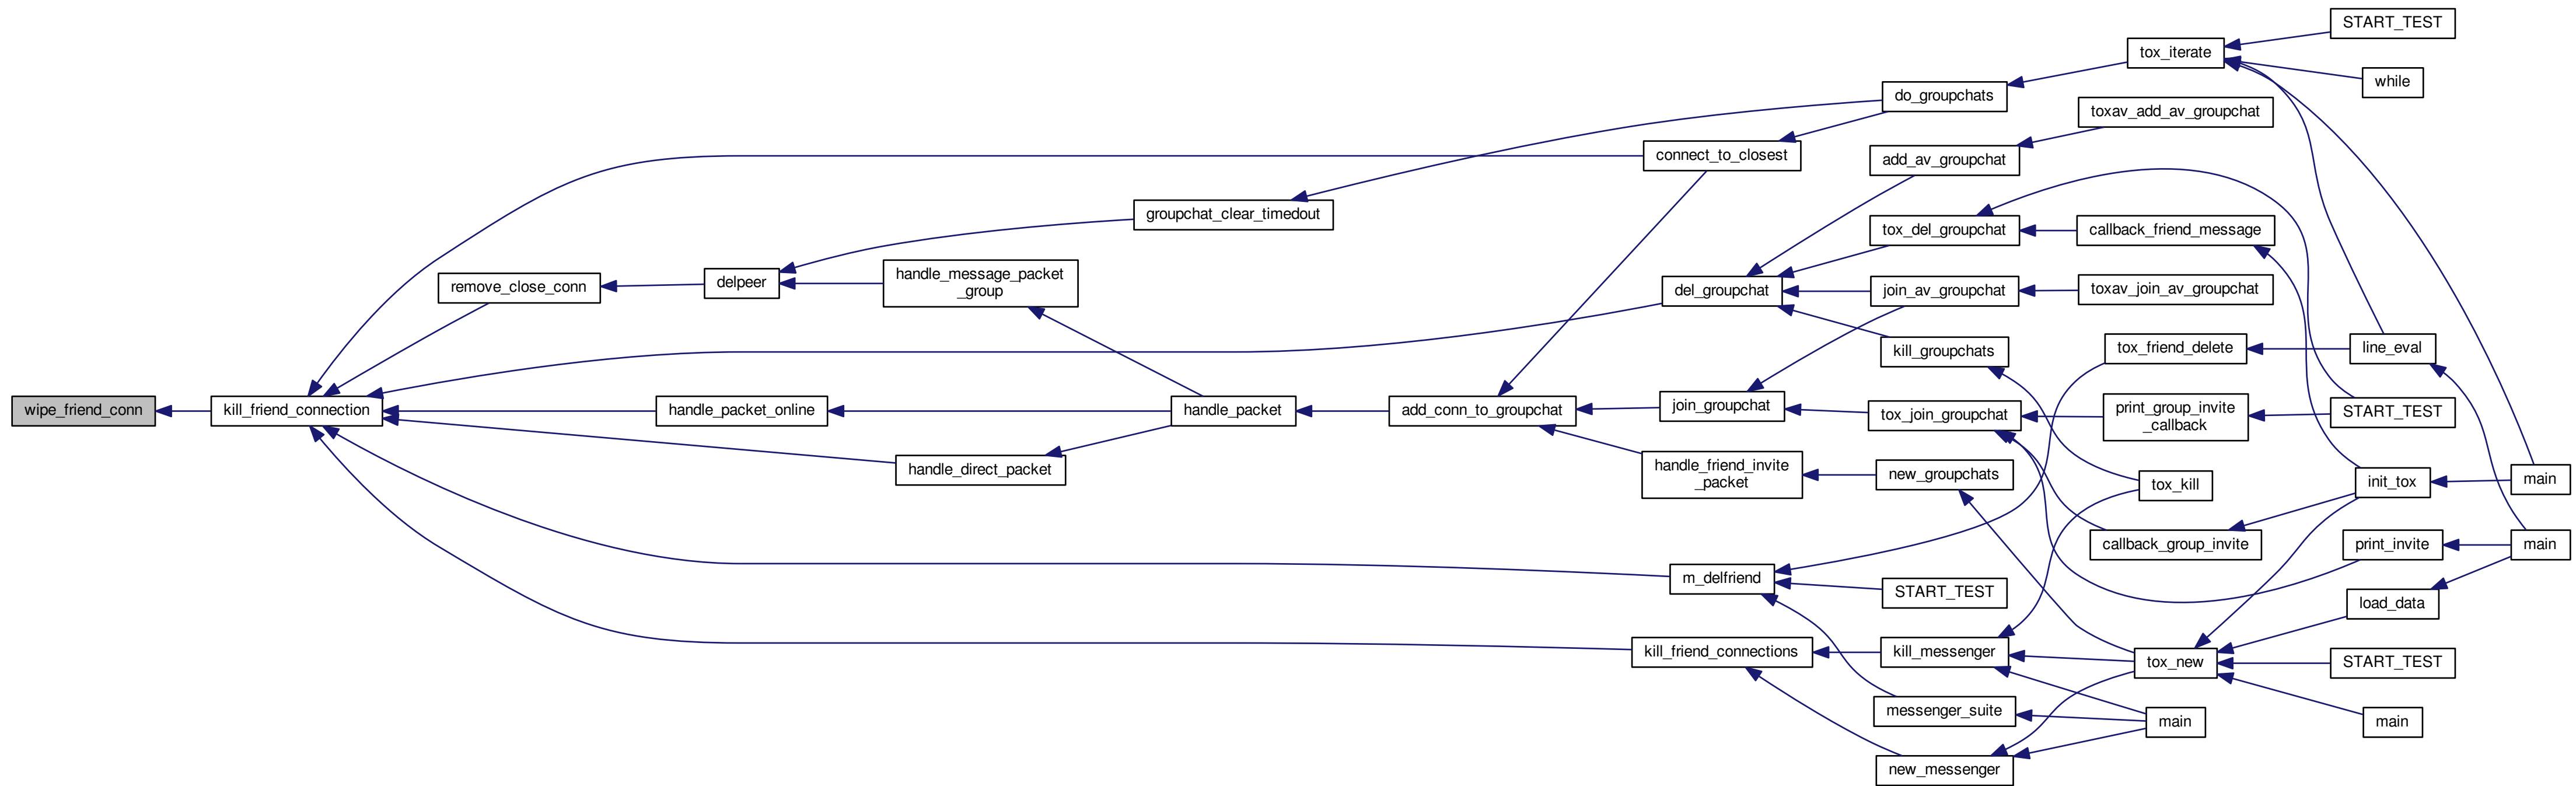 START_TEST
tox_iterate
while
do_groupchats
toxav_add_av_groupchat
connect_to_closest
add_av_groupchat
groupchat_clear_timedout
tox_del_groupchat
callback_friend_message
handle_message_packet
_group
delpeer
remove_close_conn
del_groupchat
join_av_groupchat
toxav_join_av_groupchat
kill_groupchats
tox_friend_delete
line_eval
wipe_friend_conn
kill_friend_connection
handle_packet_online
handle_packet
add_conn_to_groupchat
join_groupchat
tox_join_groupchat
print_group_invite
_callback
START_TEST
handle_direct_packet
handle_friend_invite
_packet
new_groupchats
tox_kill
init_tox
main
callback_group_invite
print_invite
main
m_delfriend
START_TEST
load_data
kill_friend_connections
kill_messenger
tox_new
START_TEST
messenger_suite
main
main
new_messenger